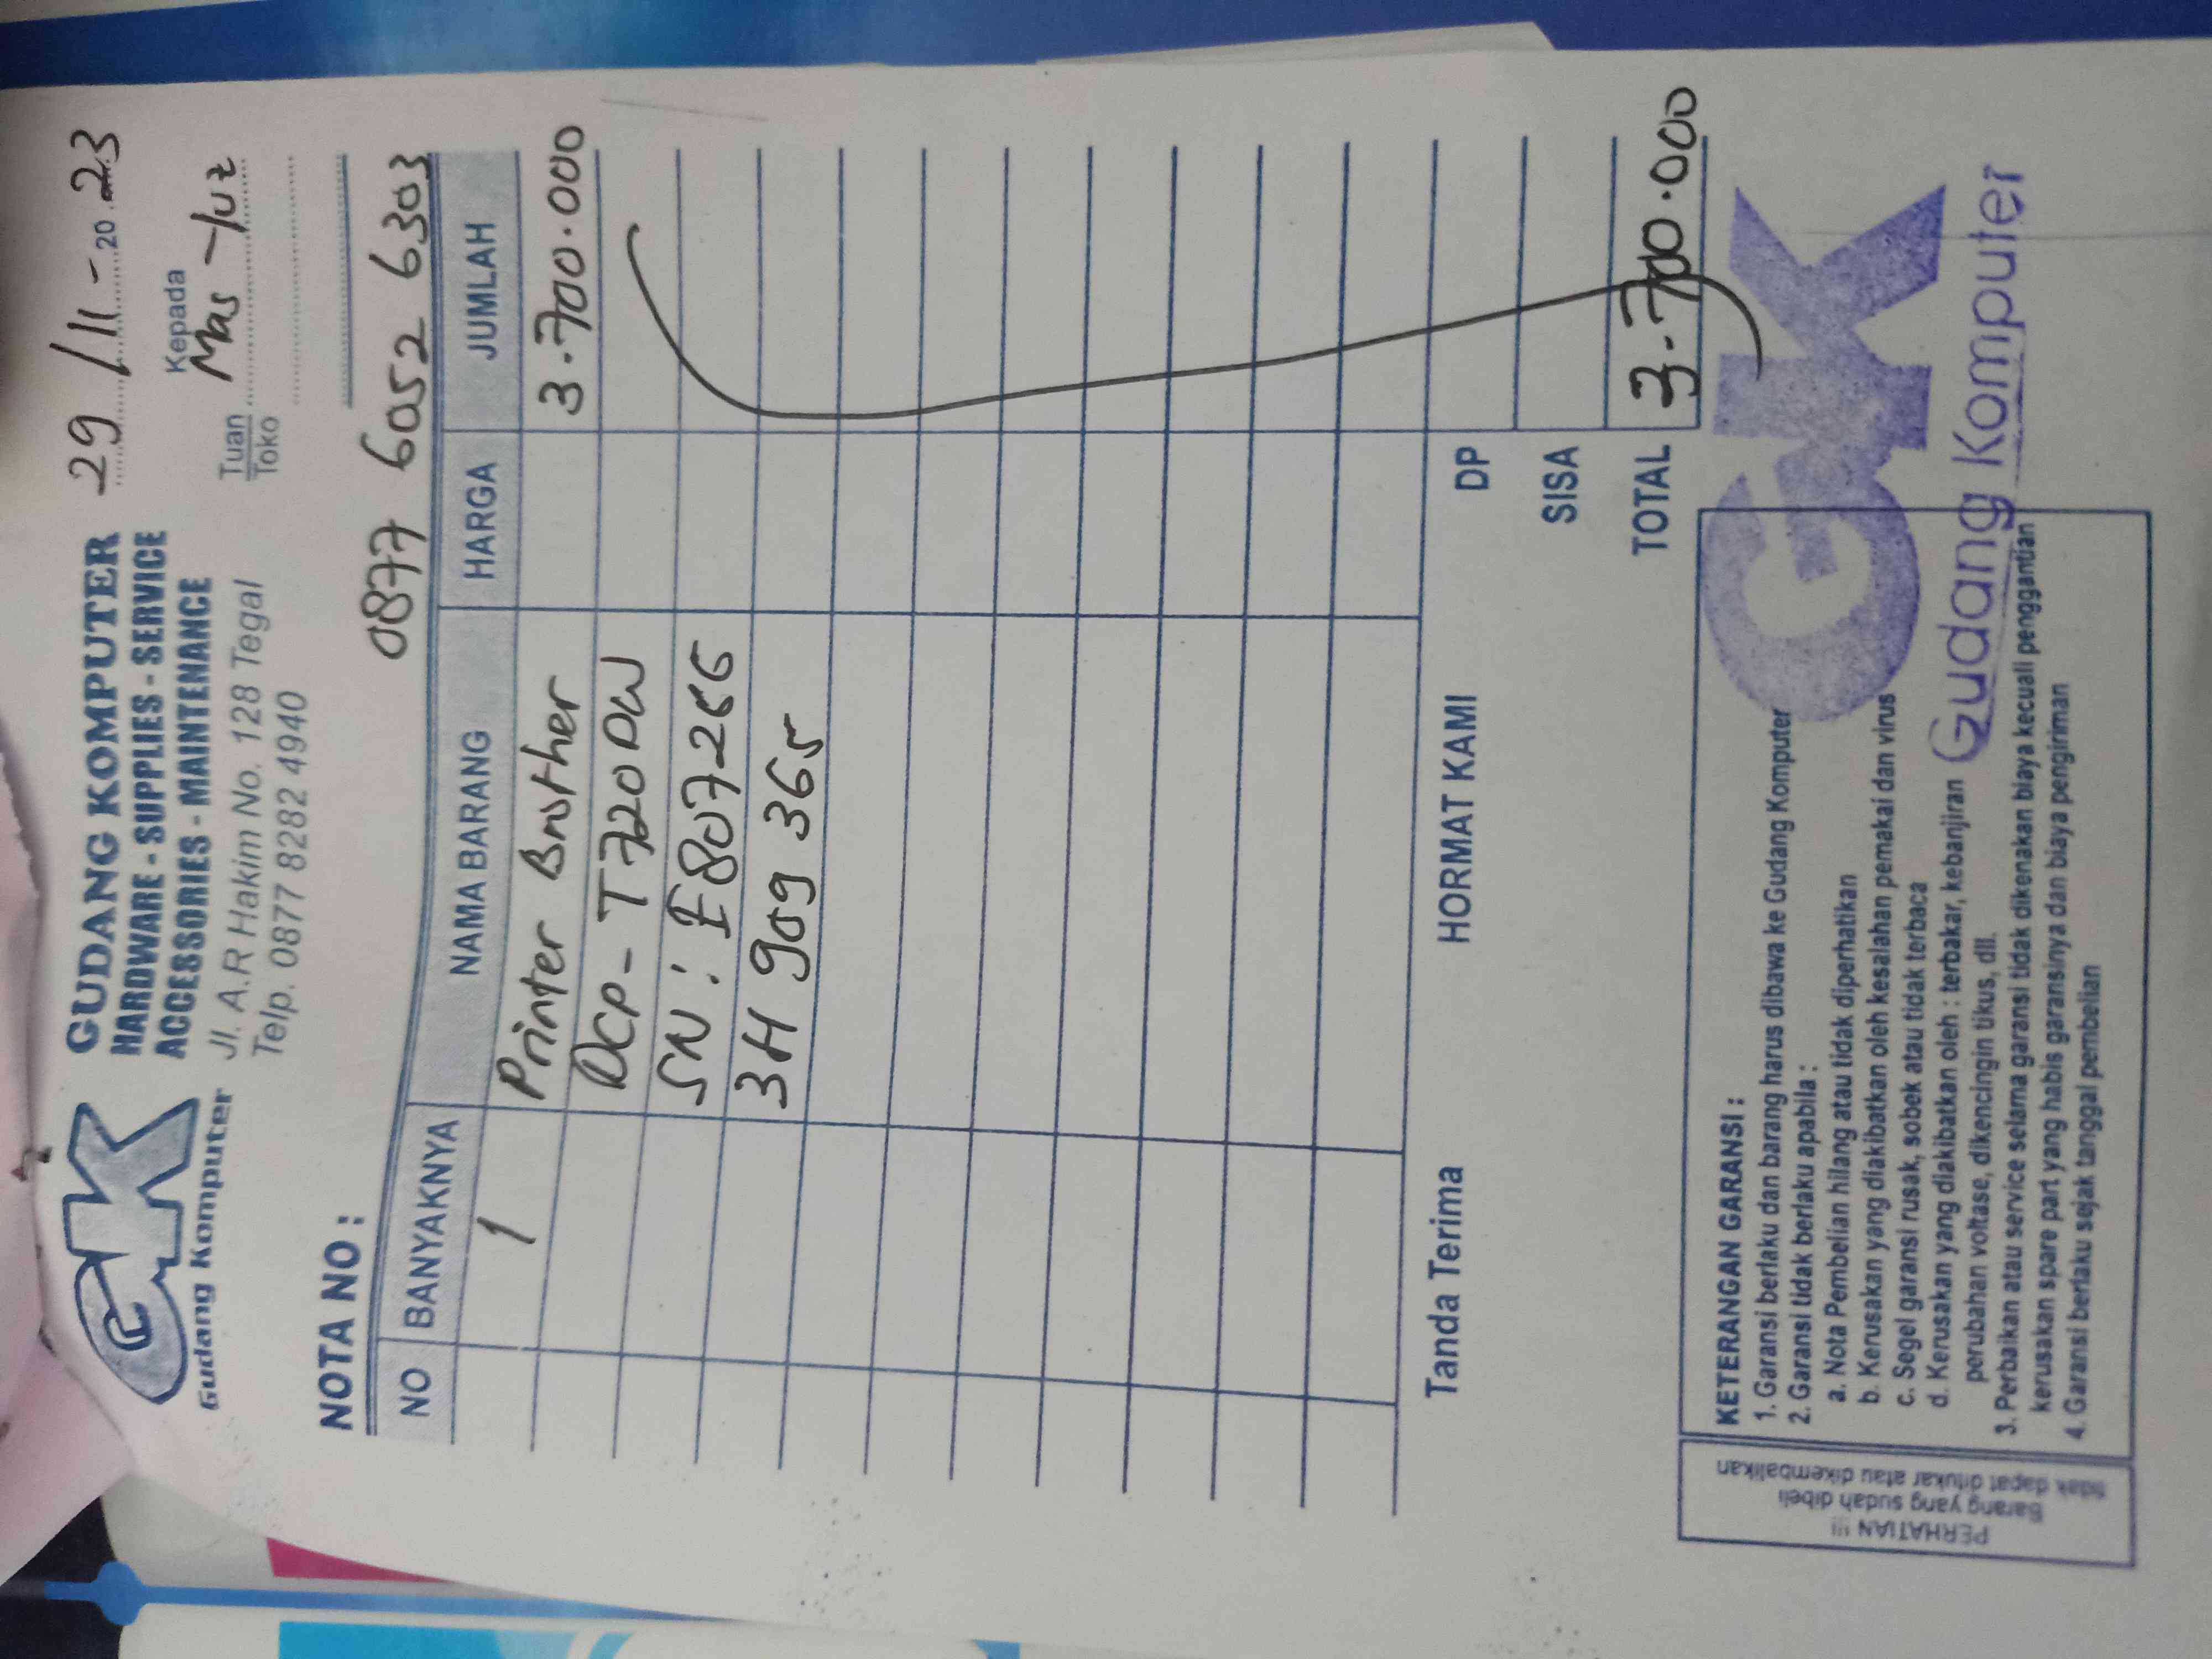 GK
Gudang Komputer
GUDANG KOMPUTER
HARDWARE - SUPPLIES - SERVICE
ACCESSORIES - MAINTENANCE
Jl. A.R Hakim No. 128 Tegal
Telp. 0877 8282 4940
29/11-20 23
Kepada
Tuan
Toko
Mas
NOTA NO :
0877 6052 6303
NO BANYAKNYA NAMA BARANG HARGA JUMLAH
1 Printer Brother 3.700.000
DCP - T720DW
SN : E80726
3H 909 365
Tanda Terima HORMAT KAMI
DP
SISA
TOTAL 3.700.000
GK
Gudang Komputer
PERHATIAN !!!
Barang yang sudah dibeli
tidak dapat ditukar atau dikembalikan
KETERANGAN GARANSI :
1. Garansi berlaku dan barang harus dibawa ke Gudang Komputer
2. Garansi tidak berlaku apabila :
a. Nota Pembelian hilang atau tidak diperhatikan
b. Kerusakan yang diakibatkan oleh kesalahan pemakai dan virus
c. Segel garansi rusak, sobek atau tidak terbaca
d. Kerusakan yang diakibatkan oleh : terbakar, kebanjiran
perubahan voltase, dikencingin tikus, dll.
3. Perbaikan atau service selama garansi tidak dikenakan biaya kecuali penggantian
kerusakan spare part yang habis garansinya dan biaya pengiriman
4. Garansi berlaku sejak tanggal pembelian